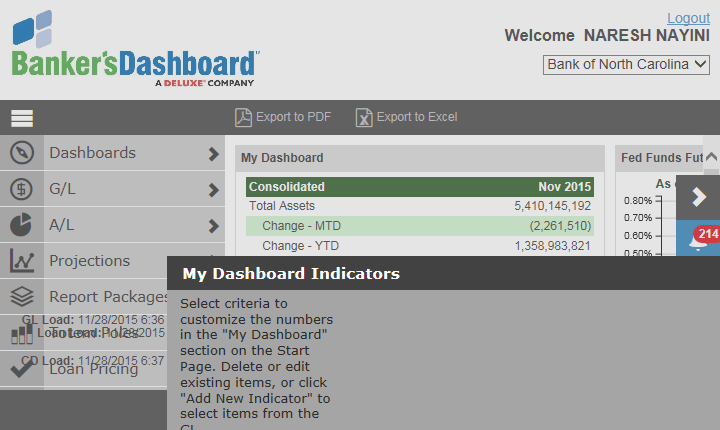 Logout
Welcome NARESH NAYINI
Banker'sDashboard™
A DELUXE® COMPANY
Bank of North Carolina
Export to PDF
Export to Excel
Dashboards
G/L
A/L
Projections
Report Packages
GL Load: 11/28/2015 6:36
Loan Load: 11/28/2015
CD Load: 11/28/2015 6:37
Loan Pricing
My Dashboard
Consolidated Nov 2015
Total Assets 5,410,145,192
Change - MTD (2,261,510)
Change - YTD 1,358,983,821
Fed Funds Fut
As o
0.80%
0.70%
0.60%
214
My Dashboard Indicators
Select criteria to
customize the numbers
in the "My Dashboard"
section on the Start
Page. Delete or edit
existing items, or click
"Add New Indicator" to
select items from the